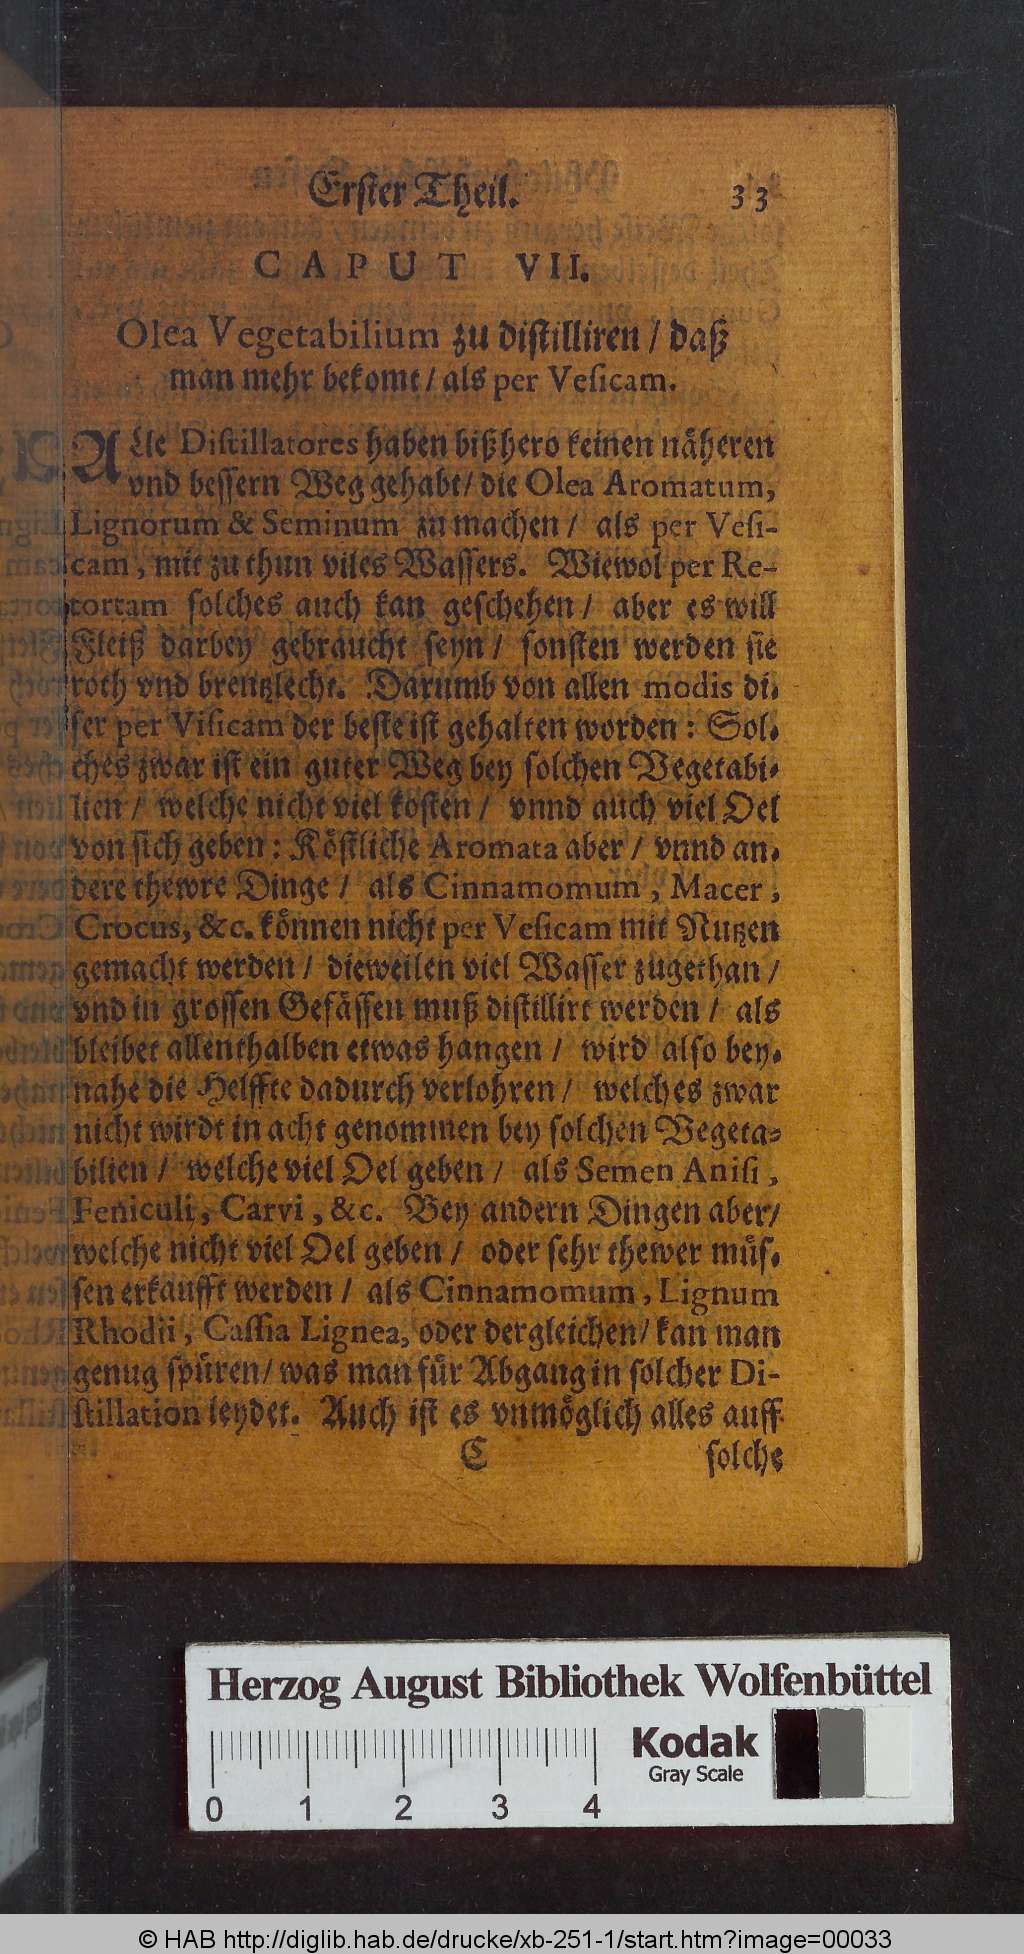 Erster Theil. 33
CAPUT VII.
Olea Vegetabilium zu distilliren / daß
man mehr bekomt / als per Vesicam.
Alle Distillatores haben bißhero keinen näheren
vnd bessern Weg gehabt / die Olea Aromatum,
Lignorum & Seminum zu machen / als per Vesi-
cam, mit zu thun viles Wassers. Wiewol per Re-
tortam solches auch kan geschehen / aber es will
Fleiß darbey gebraucht seyn / sonsten werden sie
roth vnd brentzlecht. Darumb von allen modis di-
ser per Visicam der beste ist gehalten worden: Sol-
ches zwar ist ein guter Weg bey solchen Vegetabi-
lien / welche nicht viel kosten / vnnd auch viel Oel
von sich geben: Köstliche Aromata aber / vnnd an-
dere thewre Dinge / als Cinnamomum, Macer,
Crocus, &c. können nicht per Vesicam mit Nutzen
gemacht werden / dieweilen viel Wasser zugethan /
vnd in grossen Gefässen muß distillirt werden / als
bleibet allenthalben etwas hangen / wird also bey-
nahe die Helffte dadurch verlohren / welches zwar
nicht wirdt in acht genommen bey solchen Vegeta-
bilien / welche viel Oel geben / als Semen Anisi,
Feniculi, Carvi, &c. Bey andern Dingen aber /
welche nicht viel Oel geben / oder sehr thewer müs-
sen erkaufft werden / als Cinnamomum, Lignum
Rhodii, Cassia Lignea, oder dergleichen / kan man
genug spüren / was man für Abgang in solcher Di-
stillation leydet. Auch ist es vnmöglich alles auff
C solche
Herzog August Bibliothek Wolfenbüttel
Kodak
Gray Scale
0 1 2 3 4
© HAB http://diglib.hab.de/drucke/xb-251-1/start.htm?image=00033